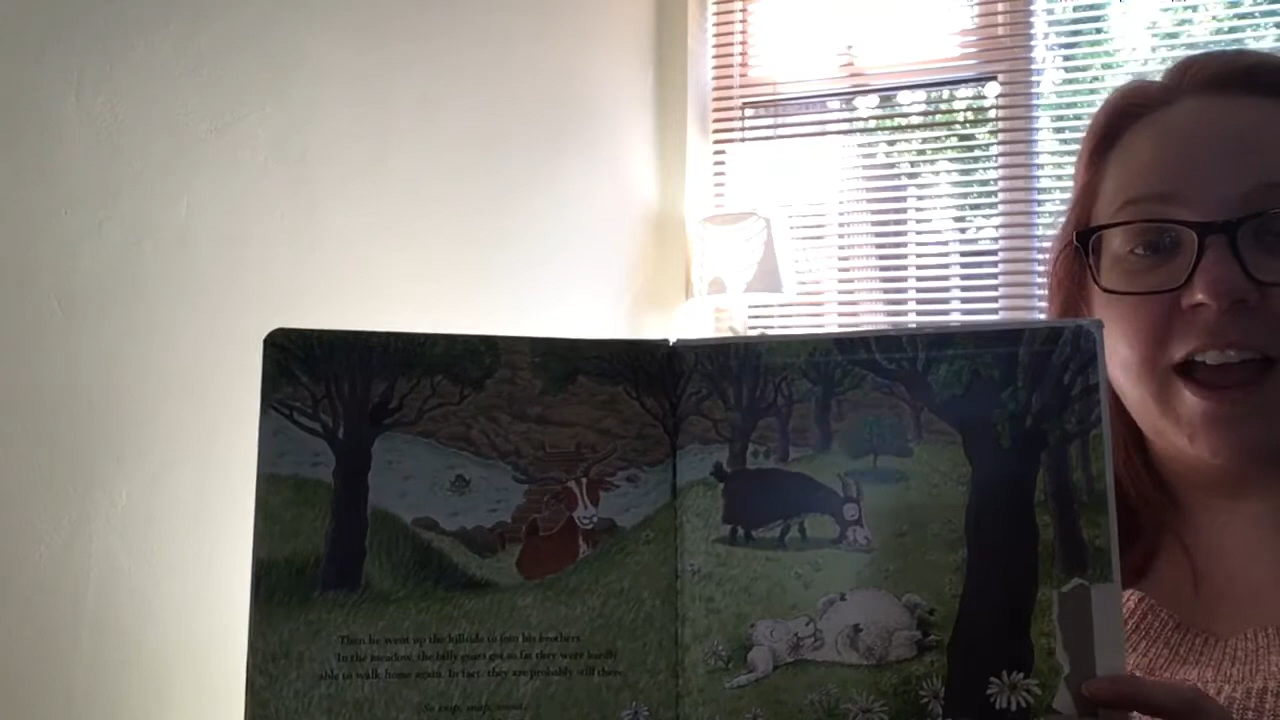 Then he went up the hillside to join his brothers.
In the meadow, the billy goats got so fat they were hardly
able to walk home again. In fact, they are probably still there.
So snip, snap, snout,